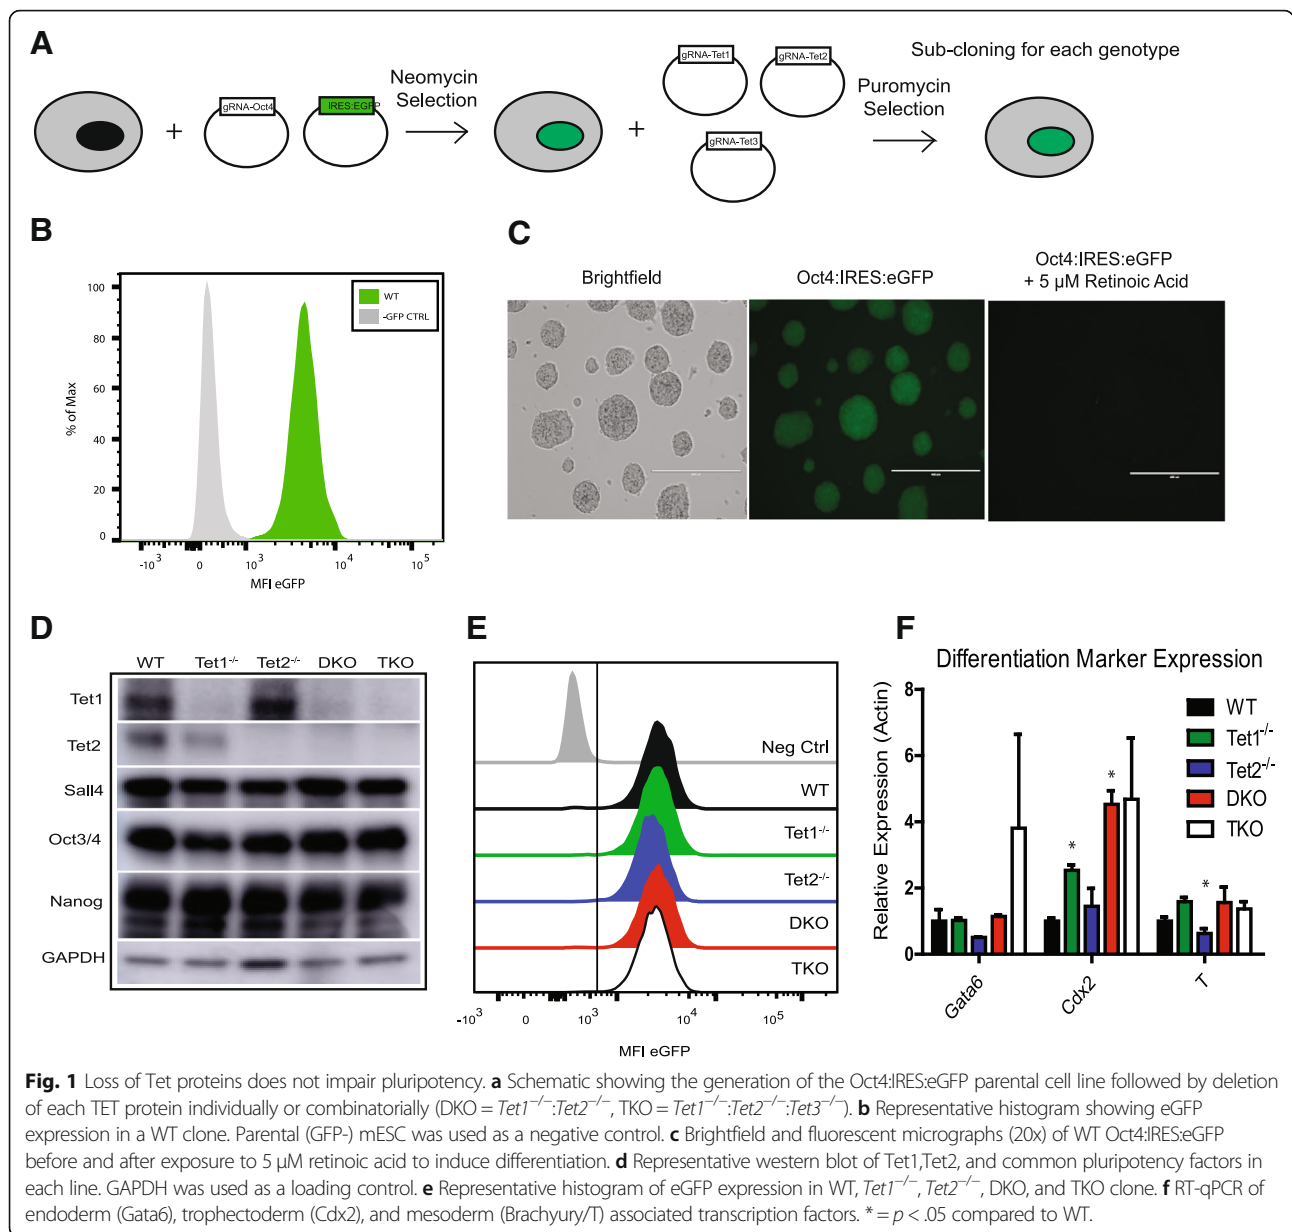 A
gRNA-Oct4
IRES:EGFP
Neomycin
Selection
gRNA-Tet1
gRNA-Tet2
gRNA-Tet3
Puromycin
Selection
Sub-cloning for each genotype
+
+
B
% of Max
100
80
60
40
20
0
WT
-GFP CTRL
-10³
0
10³
10⁴
10⁵
MFI eGFP
C
Brightfield
Oct4:IRES:eGFP
Oct4:IRES:eGFP
+ 5 µM Retinoic Acid
D
WT Tet1⁻/⁻ Tet2⁻/⁻ DKO TKO
Tet1
Tet2
Sall4
Oct3/4
Nanog
GAPDH
E
Neg Ctrl
WT
Tet1⁻/⁻
Tet2⁻/⁻
DKO
TKO
-10³
0
10³
10⁴
10⁵
MFI eGFP
F
Differentiation Marker Expression
Relative Expression (Actin)
8
6
4
2
0
WT
Tet1⁻/⁻
Tet2⁻/⁻
DKO
TKO
*
*
*
Gata6
Cdx2
T
Fig. 1 Loss of Tet proteins does not impair pluripotency. a Schematic showing the generation of the Oct4:IRES:eGFP parental cell line followed by deletion
of each TET protein individually or combinatorially (DKO = Tet1⁻/⁻:Tet2⁻/⁻, TKO = Tet1⁻/⁻:Tet2⁻/⁻:Tet3⁻/⁻). b Representative histogram showing eGFP
expression in a WT clone. Parental (GFP-) mESC was used as a negative control. c Brightfield and fluorescent micrographs (20x) of WT Oct4:IRES:eGFP
before and after exposure to 5 µM retinoic acid to induce differentiation. d Representative western blot of Tet1,Tet2, and common pluripotency factors in
each line. GAPDH was used as a loading control. e Representative histogram of eGFP expression in WT, Tet1⁻/⁻, Tet2⁻/⁻, DKO, and TKO clone. f RT-qPCR of
endoderm (Gata6), trophectoderm (Cdx2), and mesoderm (Brachyury/T) associated transcription factors. * = p < .05 compared to WT.